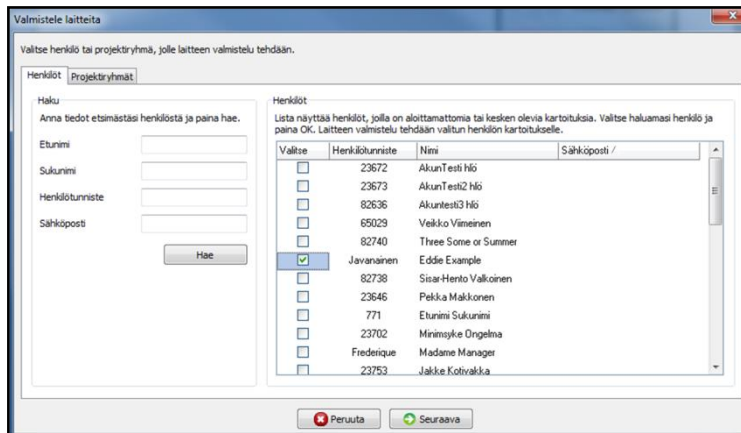 Valmistele laitteita
Valitse henkilö tai projektiryhmä, jolle laitteen valmistelu tehdään.
Henkilöt Projektiryhmät
Haku
Anna tiedot etsimästäsi henkilöstä ja paina hae.
Etunimi
Sukunimi
Henkilötunniste
Sähköposti
Hae
Henkilöt
Lista näyttää henkilöt, joilla on aloittamattomia tai kesken olevia kartoituksia. Valitse haluamasi henkilö ja
paina OK. Laitteen valmistelu tehdään valitun henkilön kartoitukselle.
Valitse Henkilötunniste Nimi Sähköposti
23672 AkunTesti hlö
23673 AkunTesti2 hlö
82636 Akuntesti3 hlö
65029 Veikko Viimeinen
82740 Three Some or Summer
Javanainen Eddie Example
82738 Sisar-Hento Valkoinen
23646 Pekka Makkonen
771 Etunimi Sukunimi
23702 Minimsyke Ongelma
Frederique Madame Manager
23753 Jakke Kotivakka
Peruuta Seuraava